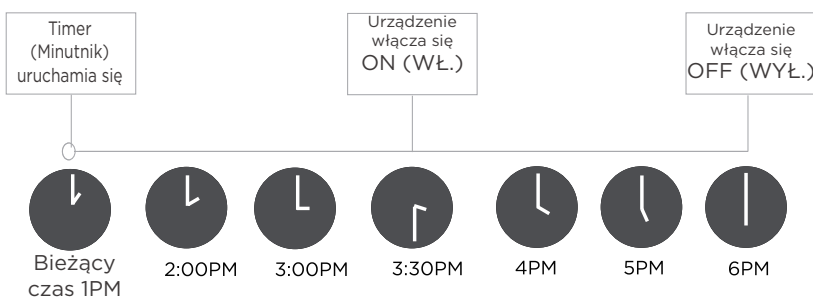 Timer
(Minutnik)
uruchamia się
Urządzenie
włącza się
ON (WŁ.)
Urządzenie
włącza się
OFF (WYŁ.)
Bieżący
czas 1PM
2:00PM
3:00PM
3:30PM
4PM
5PM
6PM